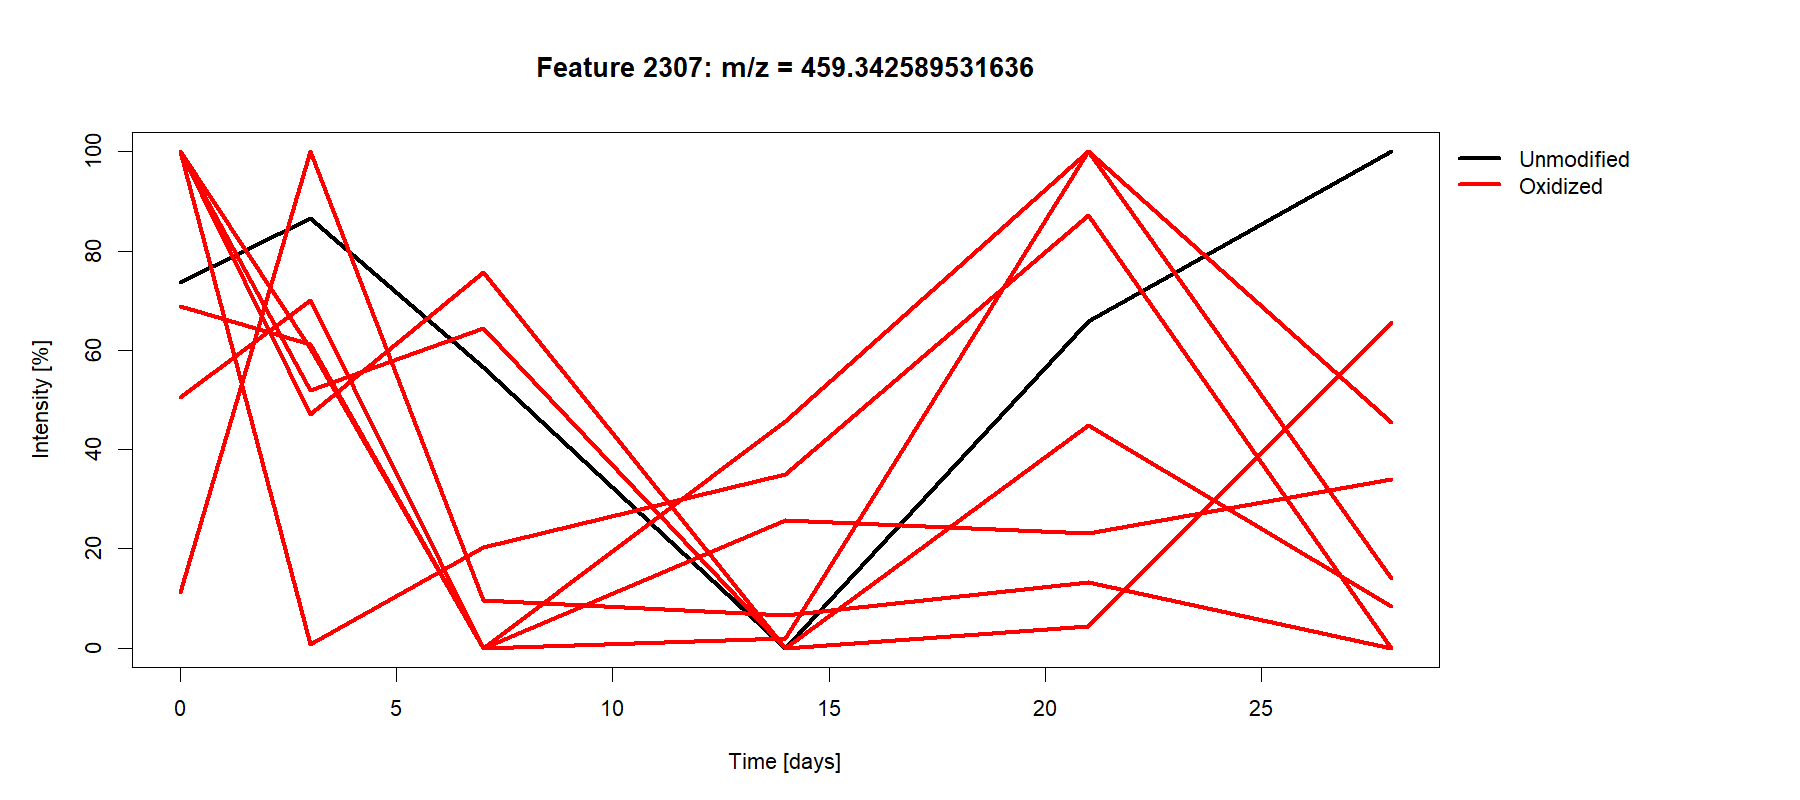 Feature 2307: m/z = 459.342589531636
Unmodified
Oxidized
Intensity [%]
100
80
60
40
20
0
0 5 10 15 20 25
Time [days]